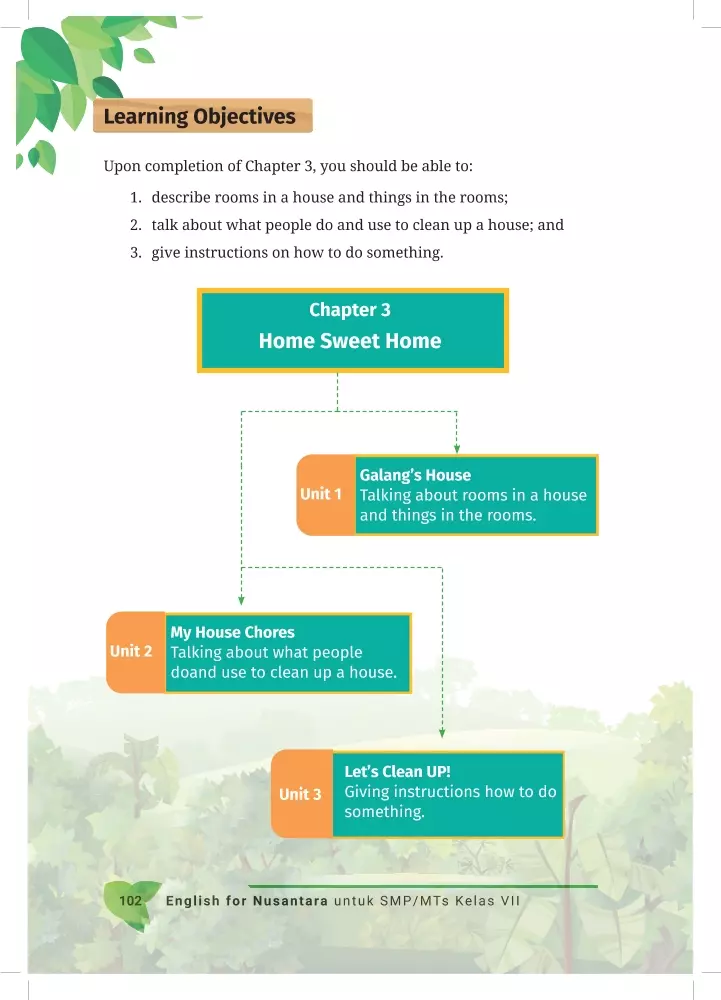 Learning Objectives
Upon completion of Chapter 3, you should be able to:
1. describe rooms in a house and things in the rooms;
2. talk about what people do and use to clean up a house; and
3. give instructions on how to do something.
Chapter 3
Home Sweet Home
Unit 1
Galang's House
Talking about rooms in a house
and things in the rooms.
Unit 2
My House Chores
Talking about what people
doand use to clean up a house.
Unit 3
Let's Clean UP!
Giving instructions how to do
something.
102 English for Nusantara untuk SMP/MTs Kelas VII